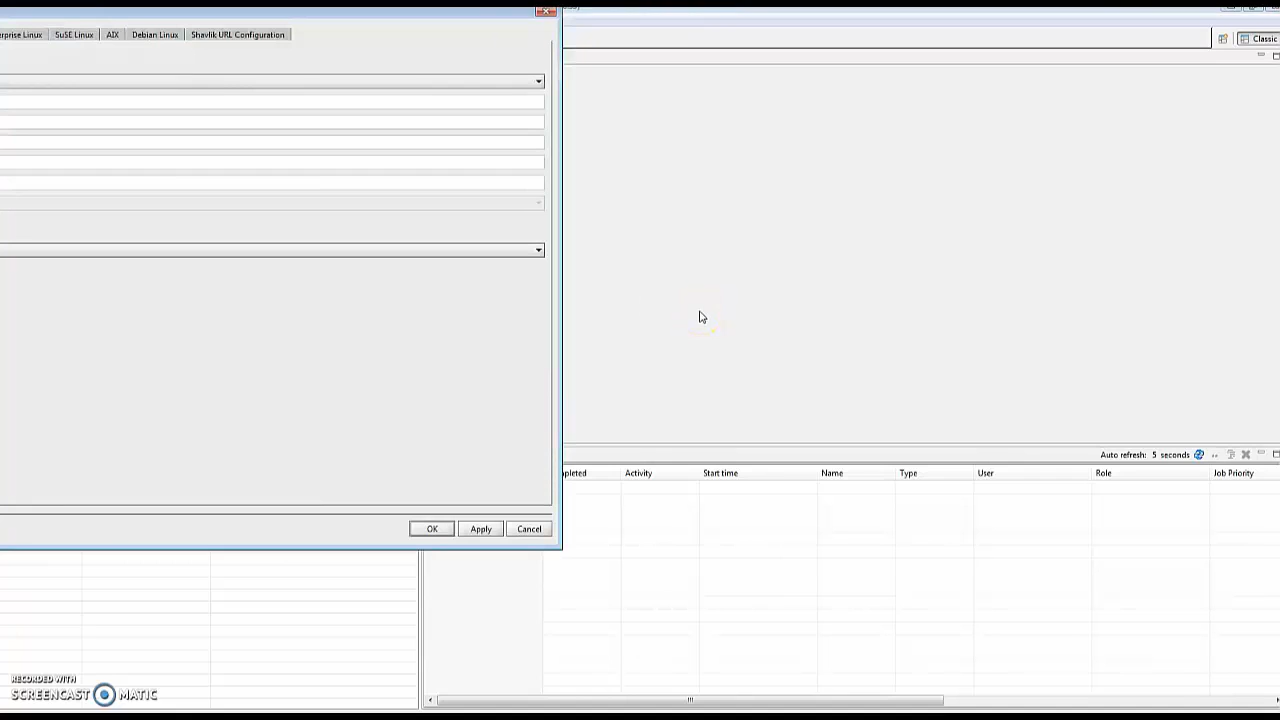 erprise Linux SuSE Linux AIX Debian Linux Shavlik URL Configuration
Classic
OK Apply Cancel
Auto refresh: 5 seconds
pleted Activity Start time Name Type User Role Job Priority
RECORDED WITH
SCREENCAST MATIC